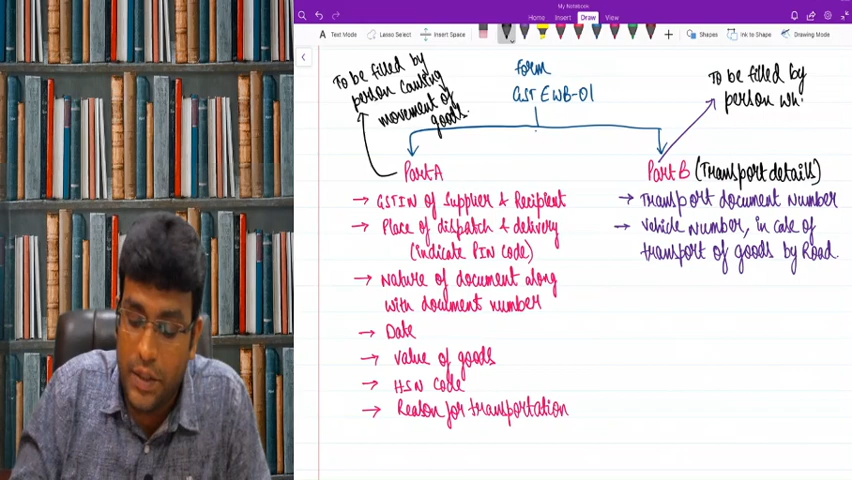 My Notebook
Home Insert Draw View
Text Mode Lasso Select Insert Space Shapes Ink to Shape Drawing Mode
To be filled by
person causing
movement of
goods.
form
GST EWB-01
To be filled by
person wh
Part A
→ GSTIN of Supplier & Recipient
→ Place of dispatch & delivery
(indicate PIN code)
→ Nature of document along
with document number
→ Date
→ value of goods
→ HSN code
→ Reason for transportation
Part B (Transport details)
→ Transport document Number
→ vehicle Number, in case of
transport of goods by Road.